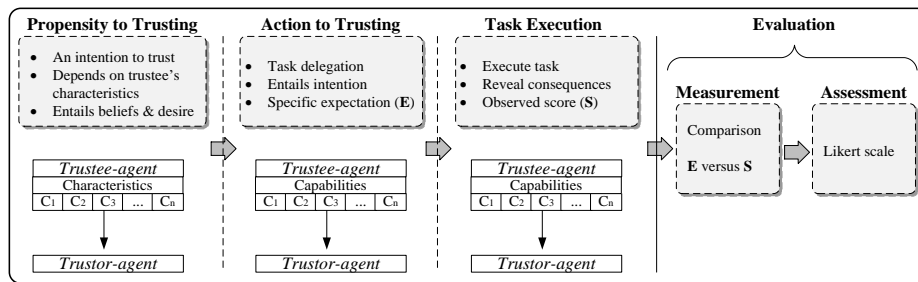 Propensity to Trusting
• An intention to trust
• Depends on trustee's
characteristics
• Entails beliefs & desire
Trustee-agent
Characteristics
C1 C2 C3 ... Cn
Trustor-agent
Action to Trusting
• Task delegation
• Entails intention
• Specific expectation (E)
Trustee-agent
Capabilities
C1 C2 C3 ... Cn
Trustor-agent
Task Execution
• Execute task
• Reveal consequences
• Observed score (S)
Trustee-agent
Capabilities
C1 C2 C3 ... Cn
Trustor-agent
Evaluation
Measurement
Comparison
E versus S
Assessment
Likert scale